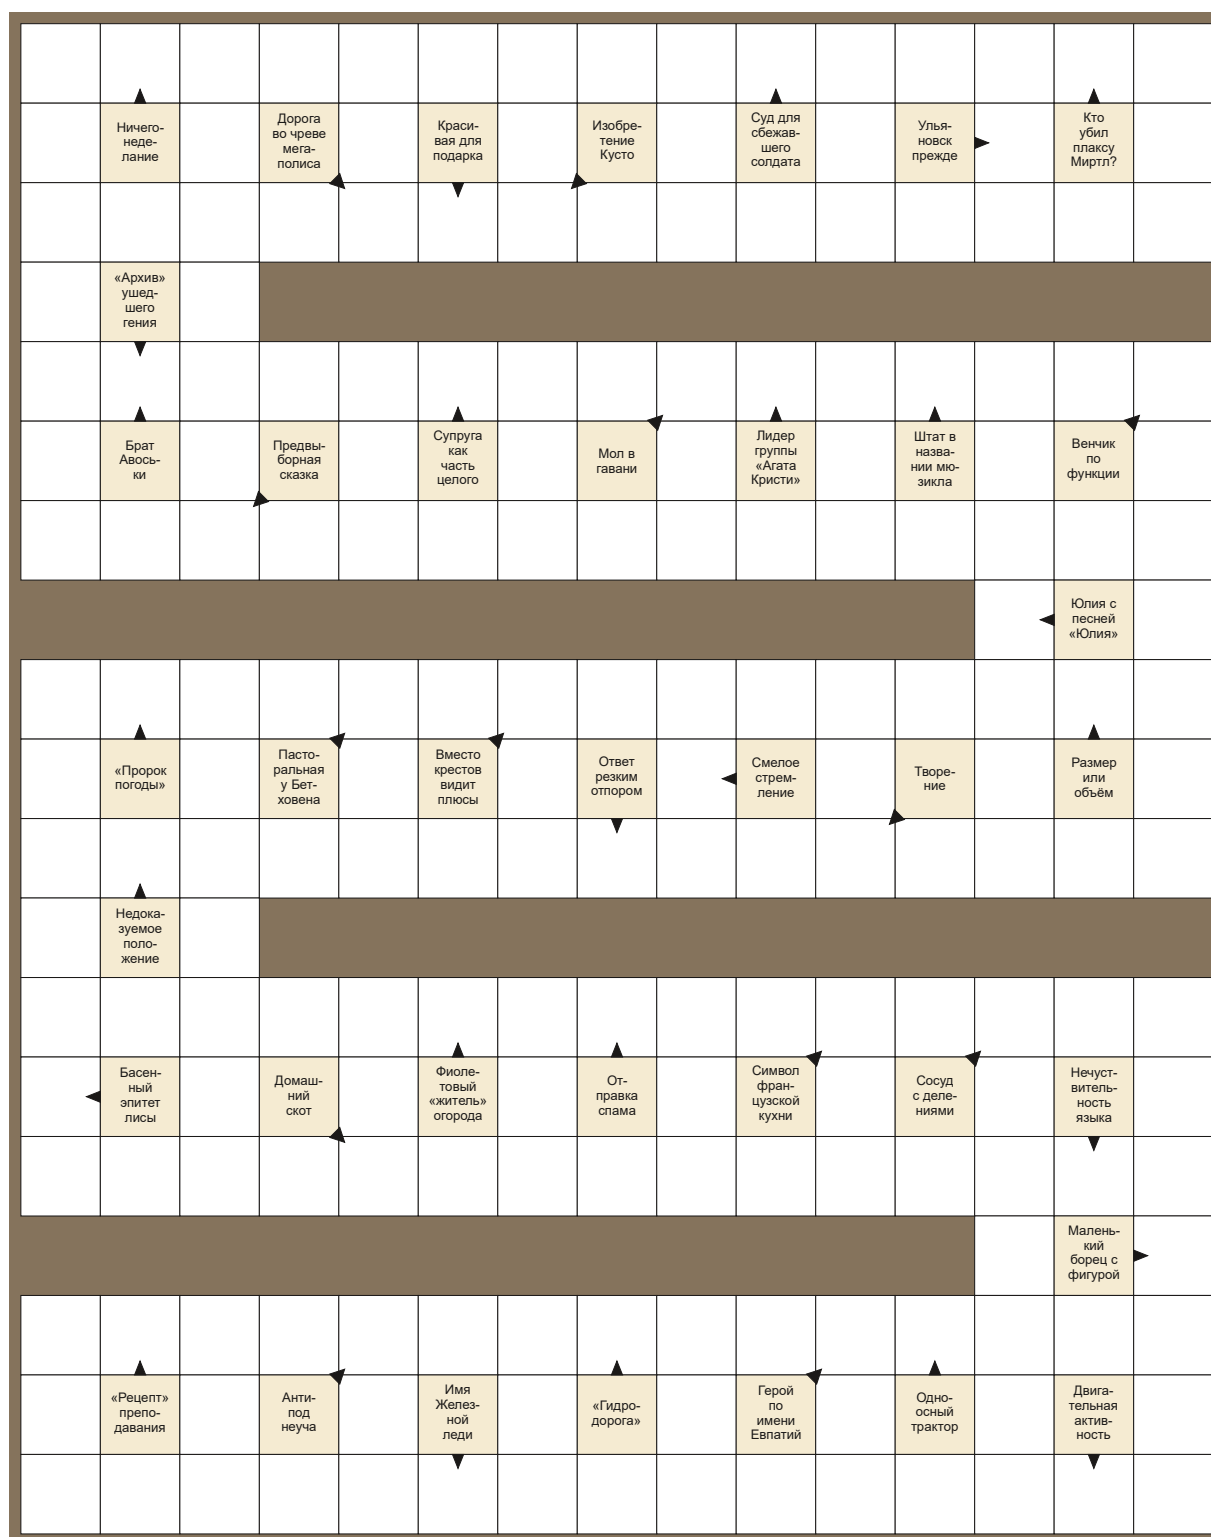 Ничего-
неде-
лание
Дорога
во чреве
мега-
полиса
Краси-
вая для
подарка
Изобре-
тение
Кусто
Суд для
сбежав-
шего
солдата
Улья-
новск
прежде
Кто
убил
плаксу
Миртл?
«Архив»
ушед-
шего
гения
Брат
Авось-
ки
Предвы-
борная
сказка
Супруга
как
часть
целого
Мол в
гавани
Лидер
группы
«Агата
Кристи»
Штат в
назва-
нии мю-
зикла
Венчик
по
функции
Юлия с
песней
«Юлия»
«Пророк
погоды»
Пасто-
ральная
у Бет-
ховена
Вместо
крестов
видит
плюсы
Ответ
резким
отпором
Смелое
стрем-
ление
Творе-
ние
Размер
или
объём
Недока-
зуемое
поло-
жение
Басен-
ный
эпитет
лисы
Домаш-
ний
скот
Фиоле-
товый
«житель»
огорода
От-
правка
спама
Символ
фран-
цузской
кухни
Сосуд
с деле-
ниями
Нечуст-
витель-
ность
языка
Малень-
кий
борец с
фигурой
«Рецепт»
препо-
давания
Анти-
под
неуча
Имя
Желез-
ной
леди
«Гидро-
дорога»
Герой
по
имени
Евпатий
Одно-
осный
трактор
Двига-
тельная
актив-
ность